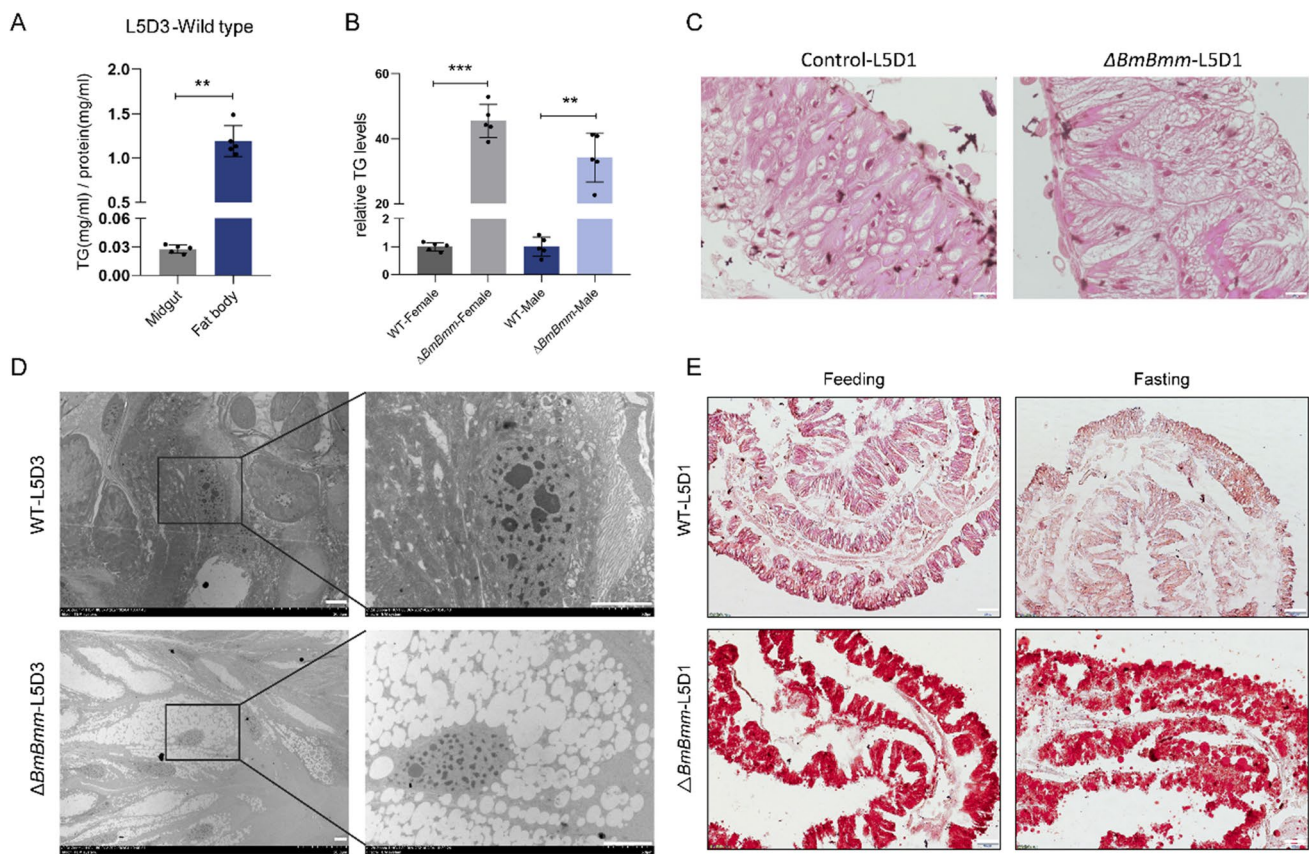 A
L5D3-Wild type
TG(mg/ml) / protein(mg/ml)
2.0
1.5
1.0
0.5
0.06
0.03
0.00
**
Midgut
Fat body
B
relative TG levels
60
40
20
2
1
0
***
**
WT-Female
ΔBmBmm-Female
WT-Male
ΔBmBmm-Male
C
Control-L5D1
ΔBmBmm-L5D1
D
WT-L5D3
ΔBmBmm-L5D3
E
Feeding
Fasting
WT-L5D1
ΔBmBmm-L5D1